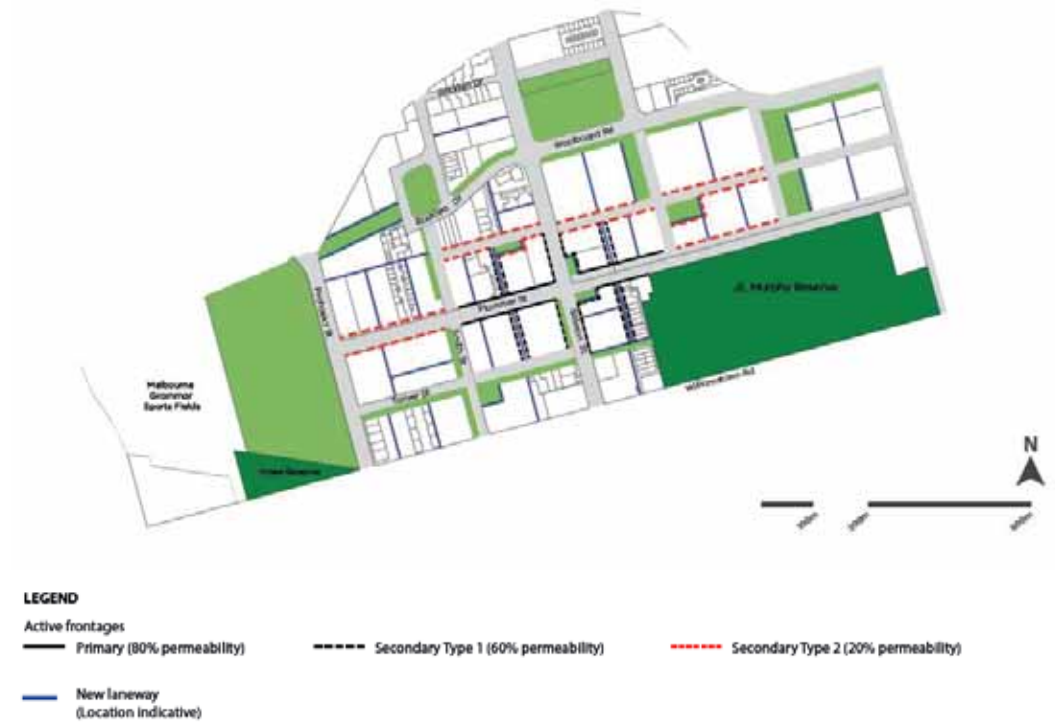 Woolboard Rd
Plummer St
Murphy Reserve
Williamstown Rd
Melbourne
Grammar
Sports Fields
N
200m
LEGEND
Active frontages
Primary (80% permeability)
Secondary Type 1 (60% permeability)
Secondary Type 2 (20% permeability)
New laneway
(Location indicative)